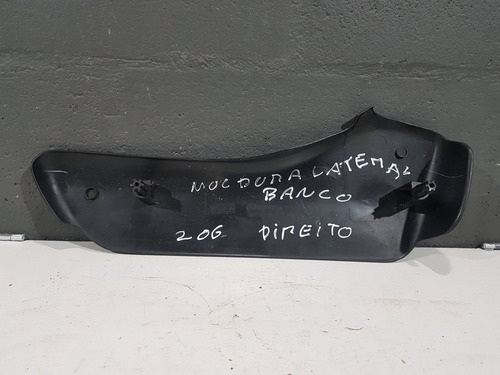 MOLDURA LATERAL
BANCO
206 DIREITO